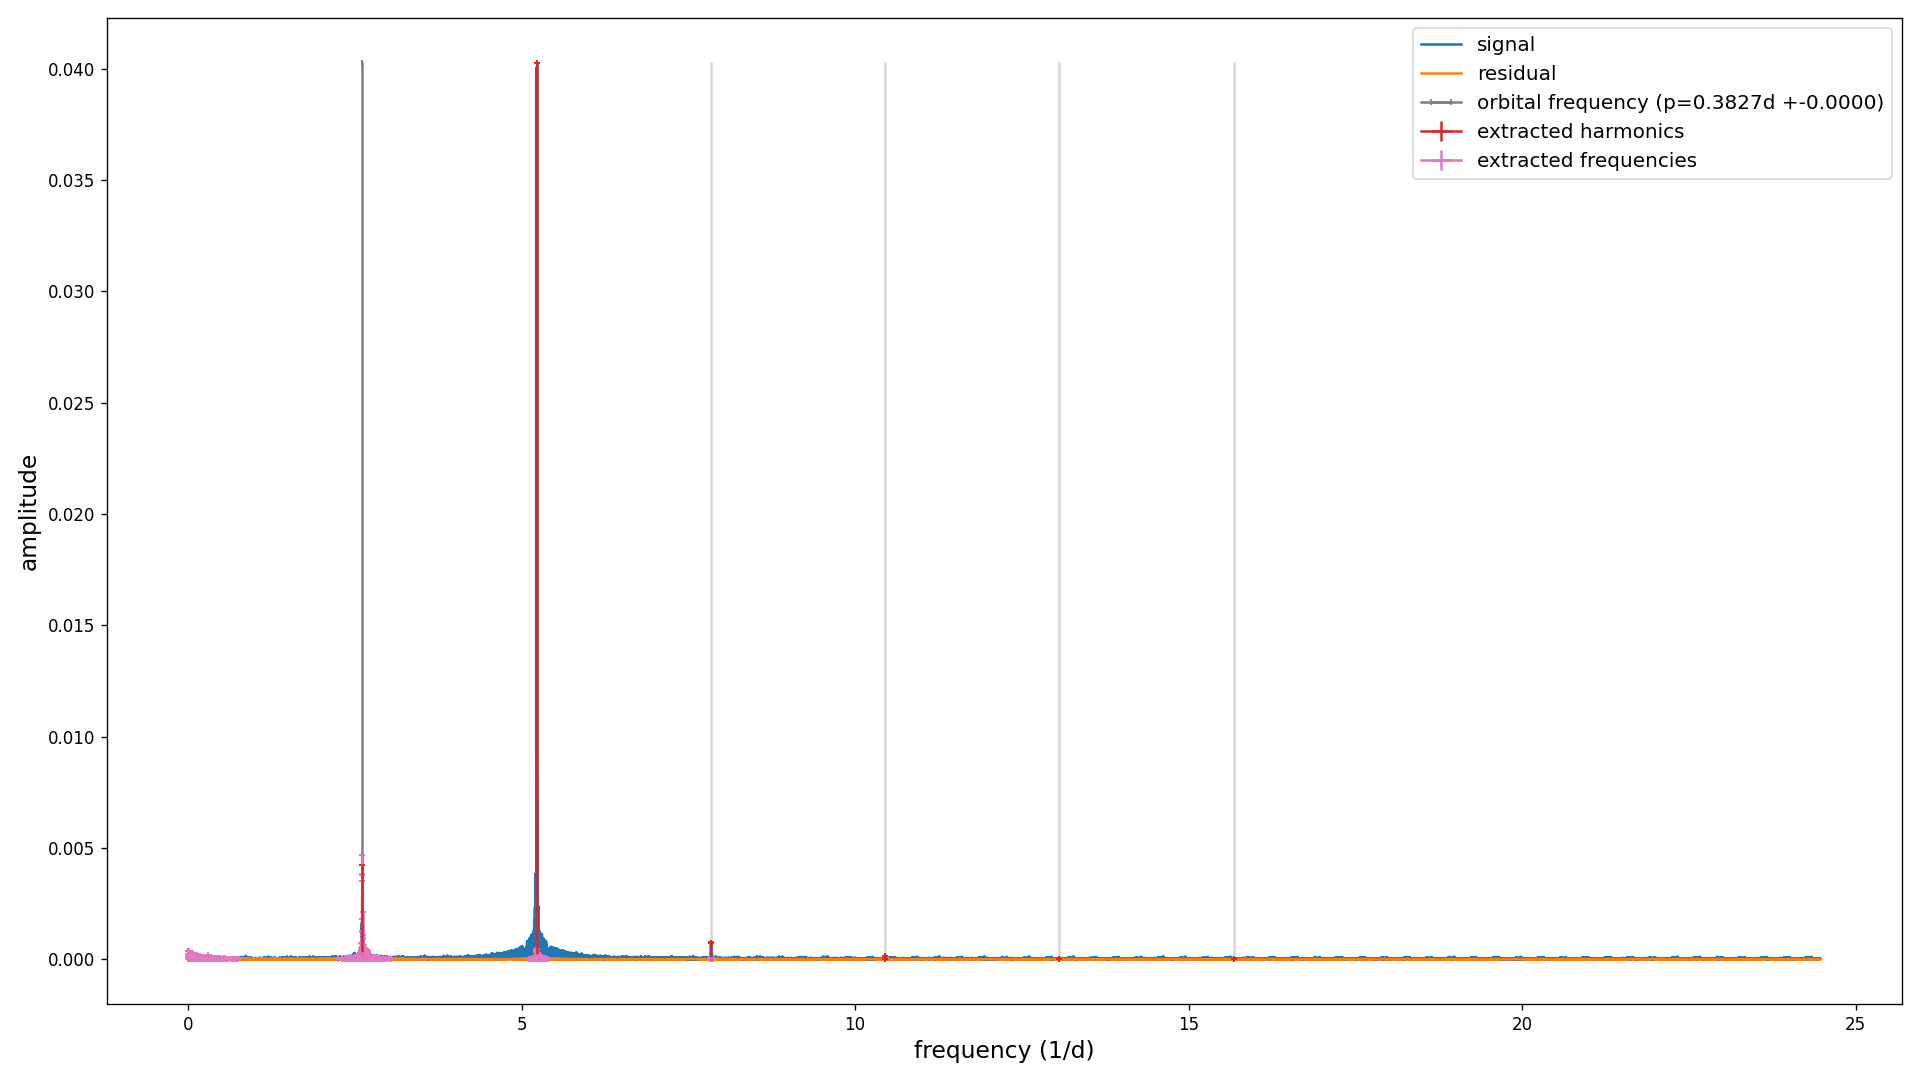 signal
residual
orbital frequency (p=0.3827d +-0.0000)
extracted harmonics
extracted frequencies
0.040
0.035
0.030
0.025
0.020
0.015
0.010
0.005
0.000
amplitude
0 5 10 15 20 25
frequency (1/d)